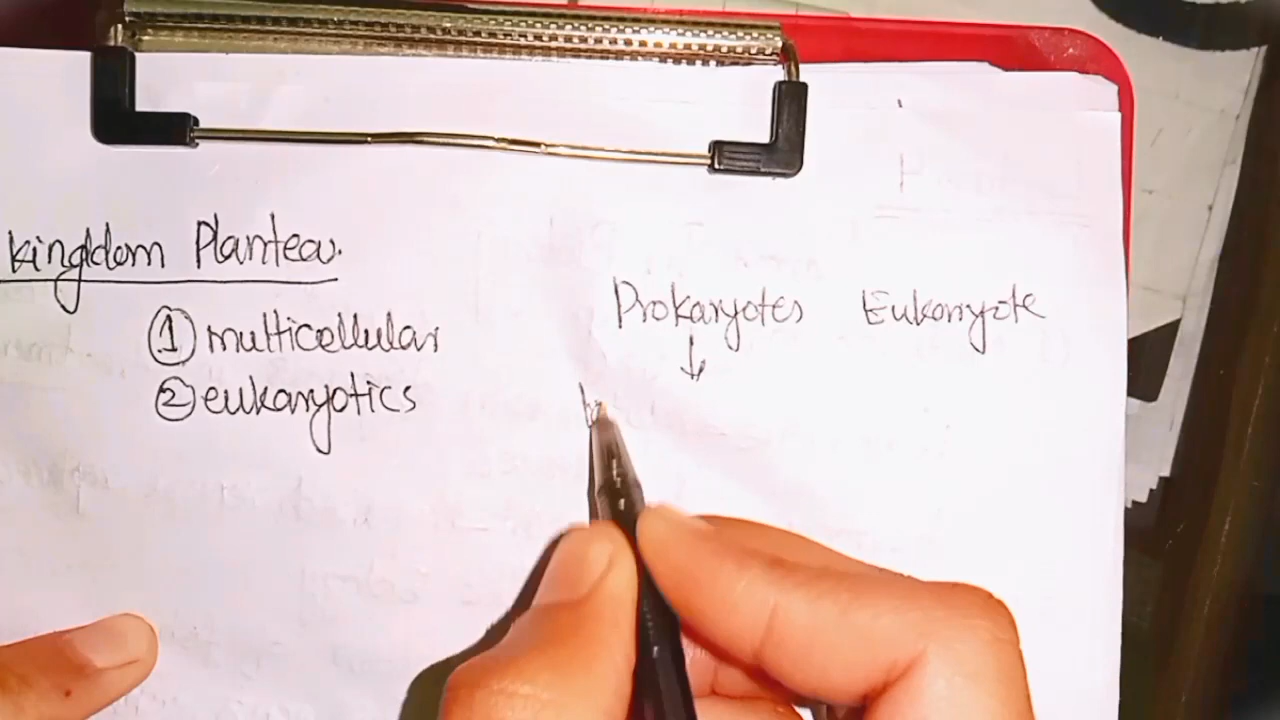 kingdom Plantea.
① multicellular
② eukaryotics
Prokaryotes Eukaryote